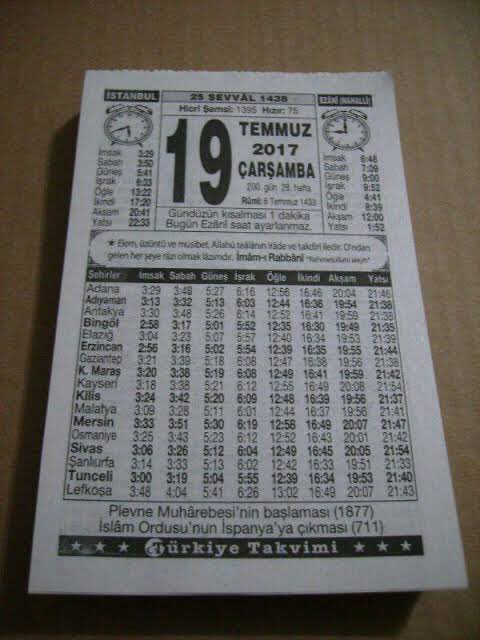 İSTANBUL
25 ŞEVVÂL 1438
EZÂNÎ (MAHALLÎ)
Hicrî Şemsî: 1395 Hızır: 75
19
TEMMUZ
2017
ÇARŞAMBA
200. gün 29. hafta
Rûmî: 6 Temmuz 1433
İmsak 3:29
Sabah 3:50
Güneş 5:41
İşrak 6:33
Öğle 13:22
İkindi 17:20
Akşam 20:41
Yatsı 22:33
İmsak 6:48
Sabah 7:09
Güneş 9:00
İşrak 9:52
Öğle 4:41
İkindi 8:39
Akşam 12:00
Yatsı 1:52
Gündüzün kısalması 1 dakika
Bugün Ezânî saat ayarlanmaz.
★ Elem, üzüntü ve musîbet, Allahü teâlânın irâde ve takdîri iledir. O'ndan
gelen her şeye râzı olmak lâzımdır. İmâm-ı Rabbânî "Rahmetullahi aleyh"
Şehirler İmsak Sabah Güneş İşrak Öğle İkindi Akşam Yatsı
Adana 3:29 3:48 5:27 6:16 12:56 16:46 20:04 21:46
Adıyaman 3:13 3:32 5:13 6:03 12:44 16:36 19:54 21:38
Antakya 3:30 3:48 5:26 6:14 12:52 16:41 19:59 21:38
Bingöl 2:58 3:17 5:01 5:52 12:35 16:30 19:49 21:35
Elazığ 3:04 3:23 5:07 5:57 12:40 16:34 19:53 21:39
Erzincan 2:56 3:16 5:02 5:54 12:39 16:35 19:55 21:44
Gaziantep 3:21 3:39 5:18 6:08 12:47 16:38 19:56 21:38
K. Maraş 3:20 3:38 5:19 6:08 12:49 16:41 19:59 21:42
Kayseri 3:18 3:38 5:21 6:12 12:55 16:49 20:08 21:54
Kilis 3:24 3:42 5:20 6:09 12:48 16:39 19:56 21:37
Malatya 3:09 3:28 5:11 6:01 12:44 16:37 19:56 21:41
Mersin 3:33 3:51 5:30 6:19 12:58 16:49 20:07 21:47
Osmaniye 3:25 3:43 5:23 6:12 12:52 16:43 20:01 21:42
Sivas 3:06 3:26 5:12 6:04 12:49 16:45 20:05 21:54
Şanlıurfa 3:14 3:33 5:13 6:02 12:42 16:33 19:51 21:33
Tunceli 3:00 3:19 5:04 5:55 12:39 16:34 19:53 21:40
Lefkoşa 3:48 4:04 5:41 6:26 13:02 16:49 20:07 21:43
Plevne Muhârebesi'nin başlaması (1877)
İslâm Ordusu'nun İspanya'ya çıkması (711)
★ ★ ★ Türkiye Takvimi ★ ★ ★